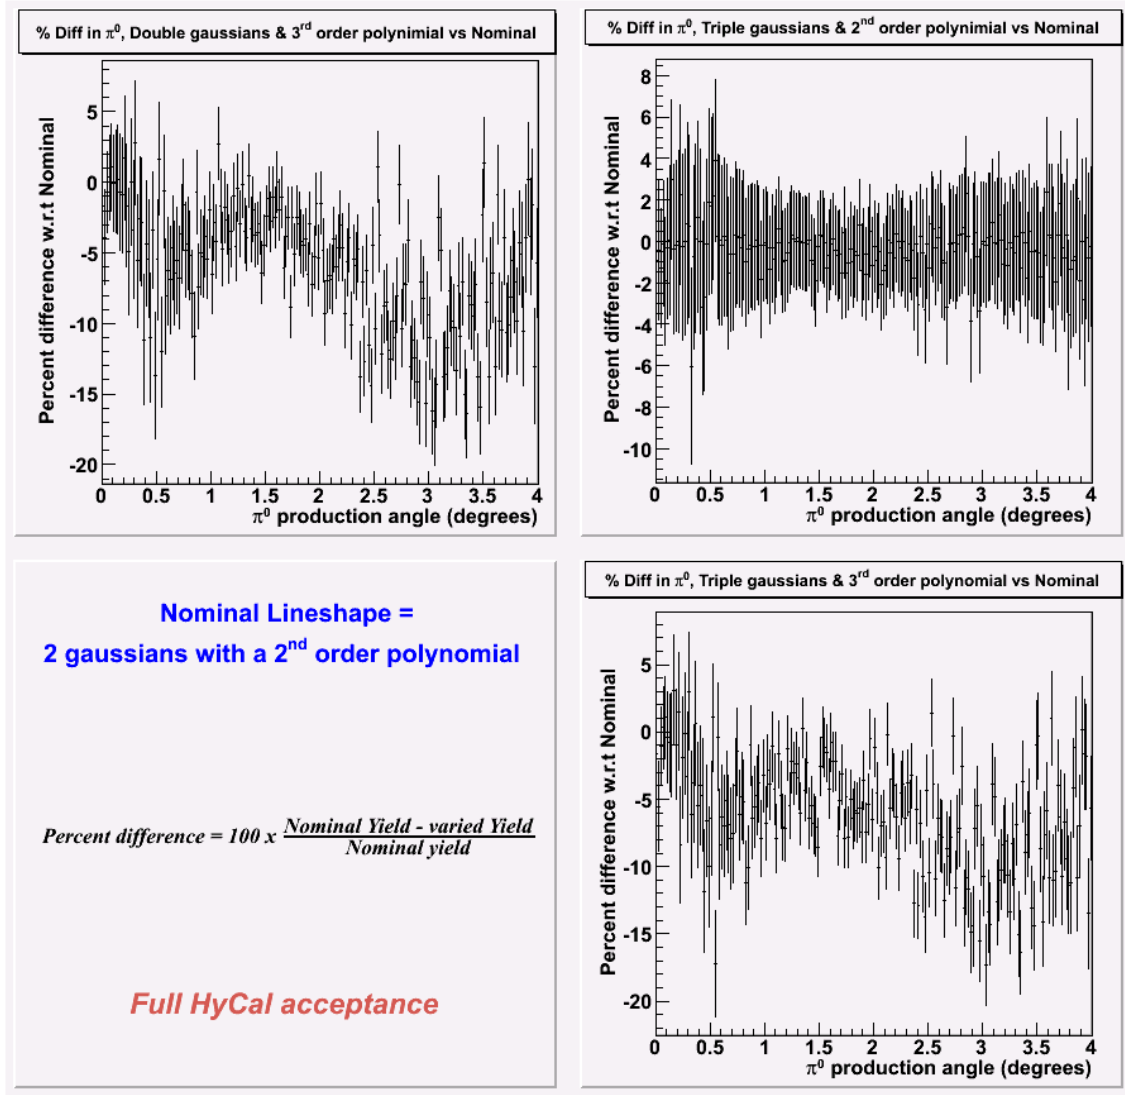 % Diff in π⁰, Double gaussians & 3rd order polynimial vs Nominal
Percent difference w.r.t Nominal
5
0
-5
-10
-15
-20
0 0.5 1 1.5 2 2.5 3 3.5 4
π⁰ production angle (degrees)
% Diff in π⁰, Triple gaussians & 2nd order polynimial vs Nominal
Percent difference w.r.t Nominal
8
6
4
2
0
-2
-4
-6
-8
-10
0 0.5 1 1.5 2 2.5 3 3.5 4
π⁰ production angle (degrees)
Nominal Lineshape =
2 gaussians with a 2nd order polynomial
Percent difference = 100 x Nominal Yield - varied Yield
Nominal yield
Full HyCal acceptance
% Diff in π⁰, Triple gaussians & 3rd order polynomial vs Nominal
Percent difference w.r.t Nominal
5
0
-5
-10
-15
-20
0 0.5 1 1.5 2 2.5 3 3.5 4
π⁰ production angle (degrees)